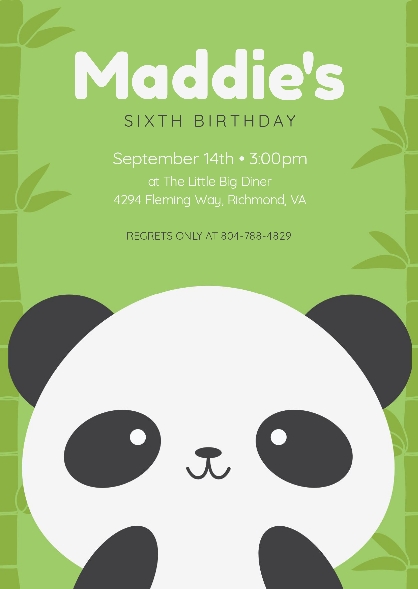 Maddie's
SIXTH BIRTHDAY
September 14th • 3:00pm
at The Little Big Diner
4294 Fleming Way, Richmond, VA
REGRETS ONLY AT 804-788-4829